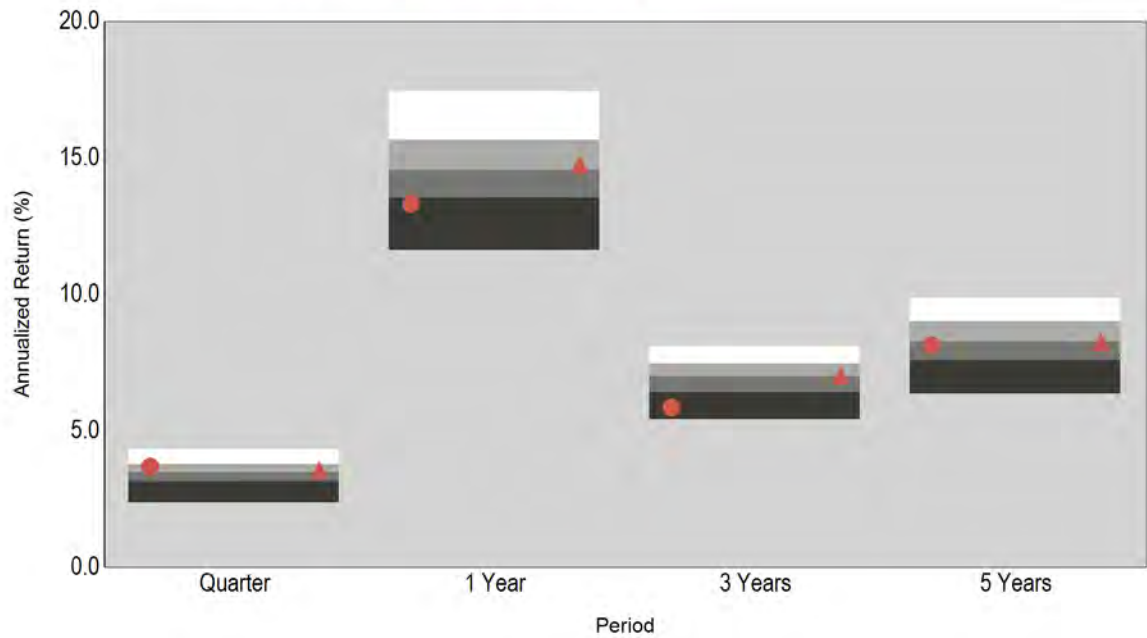 20.0
15.0
10.0
5.0
0.0
Annualized Return (%)
Quarter
1 Year
3 Years
5 Years
Period